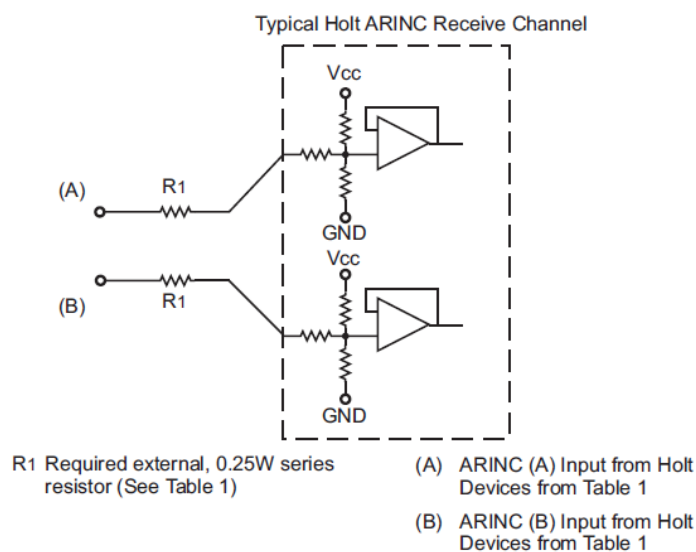 Typical Holt ARINC Receive Channel
Vcc
(A)
R1
GND
Vcc
(B)
R1
GND
R1 Required external, 0.25W series
resistor (See Table 1)
(A) ARINC (A) Input from Holt
Devices from Table 1
(B) ARINC (B) Input from Holt
Devices from Table 1